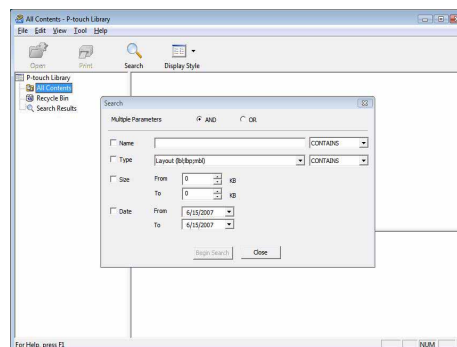 All Contents - P-touch Library
File Edit View Tool Help
Open Print Search Display Style
P-touch Library
All Contents
Recycle Bin
Search Results
Search
Multiple Parameters AND OR
Name CONTAINS
Type Layout (lbl;lbp;mbl) CONTAINS
Size From 0 KB
To 0 KB
Date From 6/15/2007
To 6/15/2007
Begin Search Close
For Help, press F1 NUM